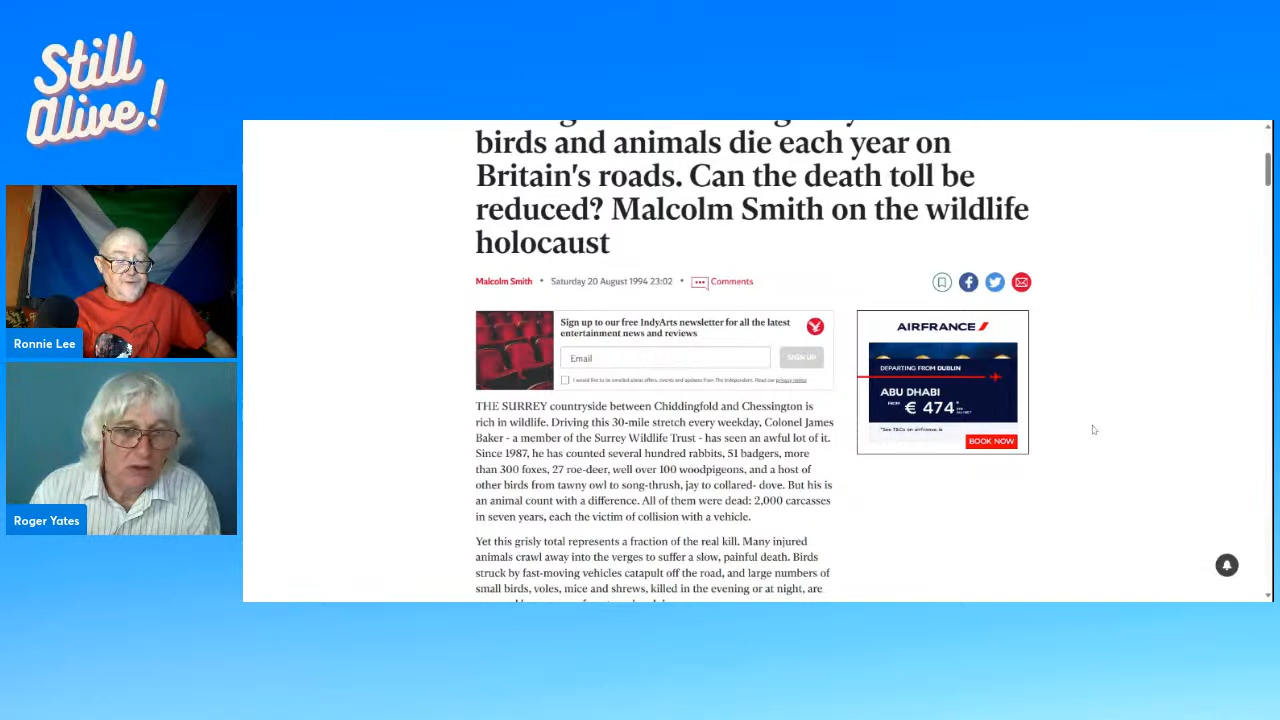 Still
Alive!
birds and animals die each year on
Britain's roads. Can the death toll be
reduced? Malcolm Smith on the wildlife
holocaust
Malcolm Smith • Saturday 20 August 1994 23:02 • Comments
Sign up to our free IndyArts newsletter for all the latest
entertainment news and reviews
Email
SIGN UP
I would like to be emailed about offers, events and updates from The Independent. Read our privacy notice
AIRFRANCE
DEPARTING FROM DUBLIN
ABU DHABI
FROM € 474*
*See T&Cs on airfrance.ie
BOOK NOW
THE SURREY countryside between Chiddingfold and Chessington is
rich in wildlife. Driving this 30-mile stretch every weekday, Colonel James
Baker - a member of the Surrey Wildlife Trust - has seen an awful lot of it.
Since 1987, he has counted several hundred rabbits, 51 badgers, more
than 300 foxes, 27 roe-deer, well over 100 woodpigeons, and a host of
other birds from tawny owl to song-thrush, jay to collared- dove. But his is
an animal count with a difference. All of them were dead: 2,000 carcasses
in seven years, each the victim of collision with a vehicle.
Yet this grisly total represents a fraction of the real kill. Many injured
animals crawl away into the verges to suffer a slow, painful death. Birds
struck by fast-moving vehicles catapult off the road, and large numbers of
small birds, voles, mice and shrews, killed in the evening or at night, are
Ronnie Lee
Roger Yates